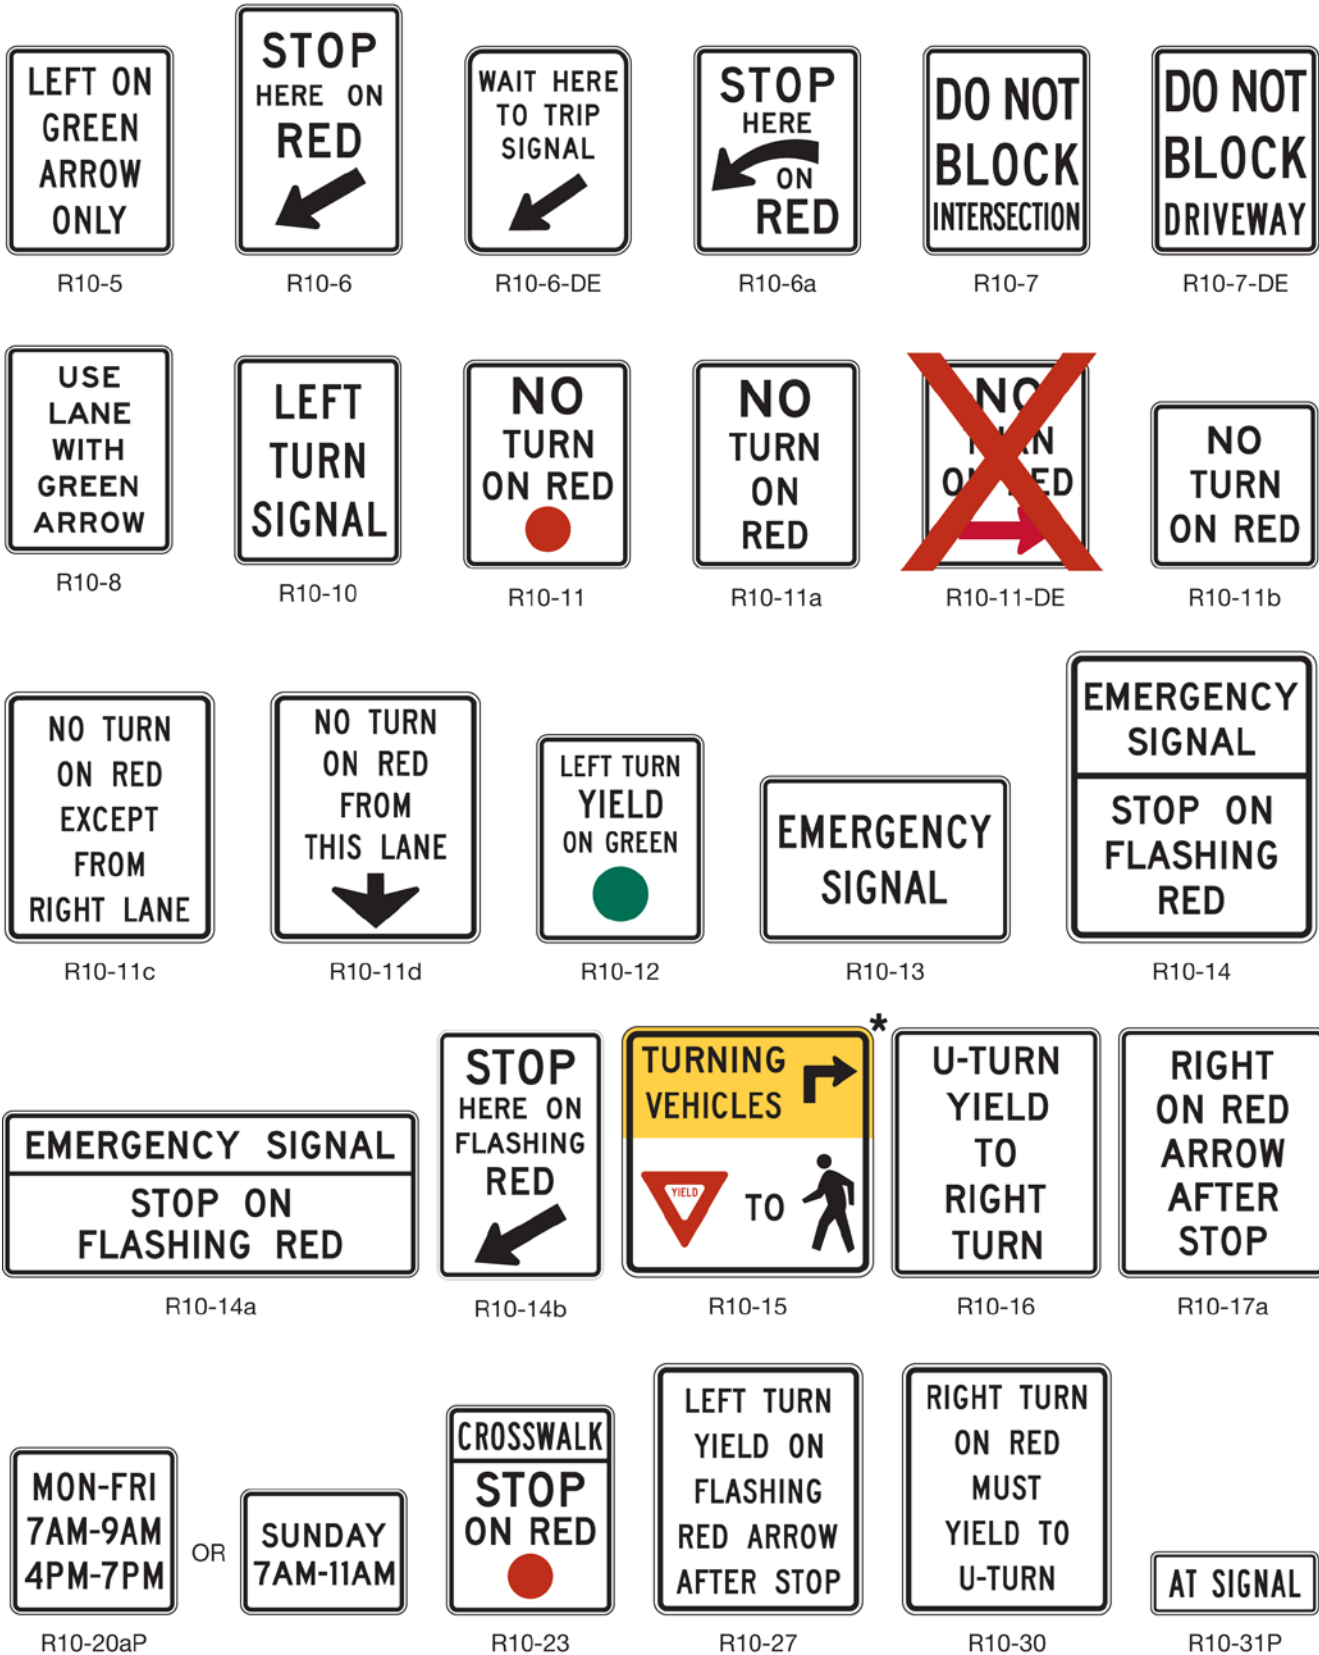 LEFT ON
GREEN
ARROW
ONLY
R10-5
STOP
HERE ON
RED
R10-6
WAIT HERE
TO TRIP
SIGNAL
R10-6-DE
STOP
HERE
ON
RED
R10-6a
DO NOT
BLOCK
INTERSECTION
R10-7
DO NOT
BLOCK
DRIVEWAY
R10-7-DE
USE
LANE
WITH
GREEN
ARROW
R10-8
LEFT
TURN
SIGNAL
R10-10
NO
TURN
ON RED
R10-11
NO
TURN
ON
RED
R10-11a
NO
ON RED
R10-11-DE
NO
TURN
ON RED
R10-11b
NO TURN
ON RED
EXCEPT
FROM
RIGHT LANE
R10-11c
NO TURN
ON RED
FROM
THIS LANE
R10-11d
LEFT TURN
YIELD
ON GREEN
R10-12
EMERGENCY
SIGNAL
R10-13
EMERGENCY
SIGNAL
STOP ON
FLASHING
RED
R10-14
EMERGENCY SIGNAL
STOP ON
FLASHING RED
R10-14a
STOP
HERE ON
FLASHING
RED
R10-14b
*
TURNING
VEHICLES
YIELD
TO
R10-15
U-TURN
YIELD
TO
RIGHT
TURN
R10-16
RIGHT
ON RED
ARROW
AFTER
STOP
R10-17a
MON-FRI
7AM-9AM
4PM-7PM
OR
SUNDAY
7AM-11AM
R10-20aP
CROSSWALK
STOP
ON RED
R10-23
LEFT TURN
YIELD ON
FLASHING
RED ARROW
AFTER STOP
R10-27
RIGHT TURN
ON RED
MUST
YIELD TO
U-TURN
R10-30
AT SIGNAL
R10-31P